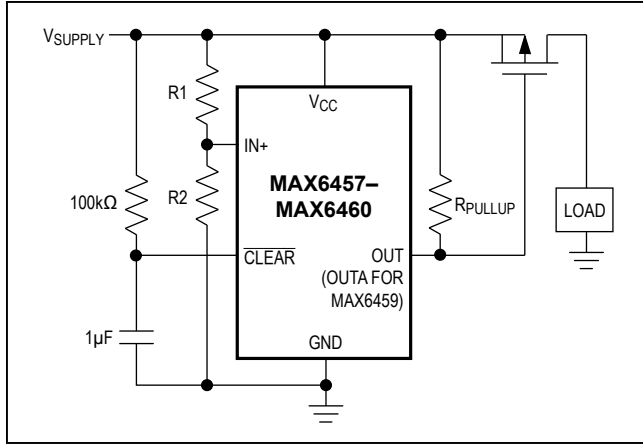 VSUPPLY
R1
VCC
IN+
MAX6457–
MAX6460
100kΩ
R2
RPULLUP
LOAD
CLEAR
OUT
(OUTA FOR
MAX6459)
1µF
GND